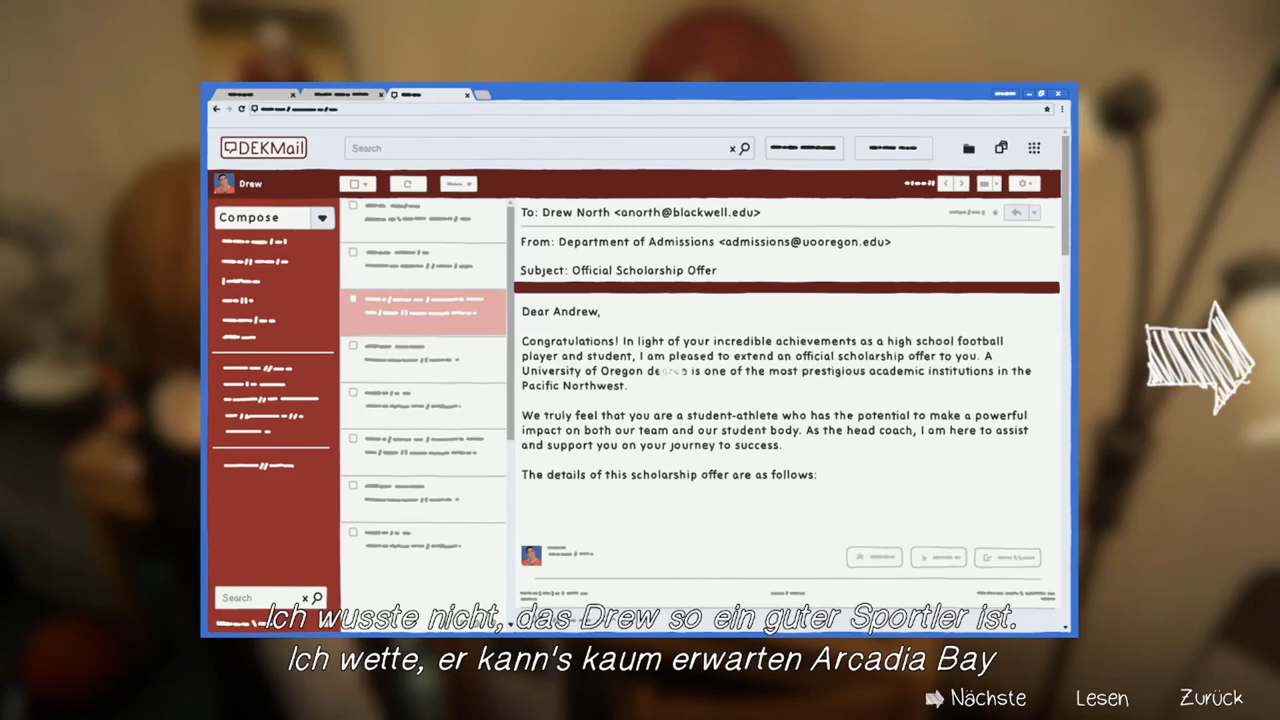 DEKMail
Search
Drew
Compose
To: Drew North <anorth@blackwell.edu>
From: Department of Admissions <admissions@uooregon.edu>
Subject: Official Scholarship Offer
Dear Andrew,
Congratulations! In light of your incredible achievements as a high school football
player and student, I am pleased to extend an official scholarship offer to you. A
University of Oregon degree is one of the most prestigious academic institutions in the
Pacific Northwest.
We truly feel that you are a student-athlete who has the potential to make a powerful
impact on both our team and our student body. As the head coach, I am here to assist
and support you on your journey to success.
The details of this scholarship offer are as follows:
Search
Ich wusste nicht, das Drew so ein guter Sportler ist.
Ich wette, er kann's kaum erwarten Arcadia Bay
Nächste
Lesen
Zurück